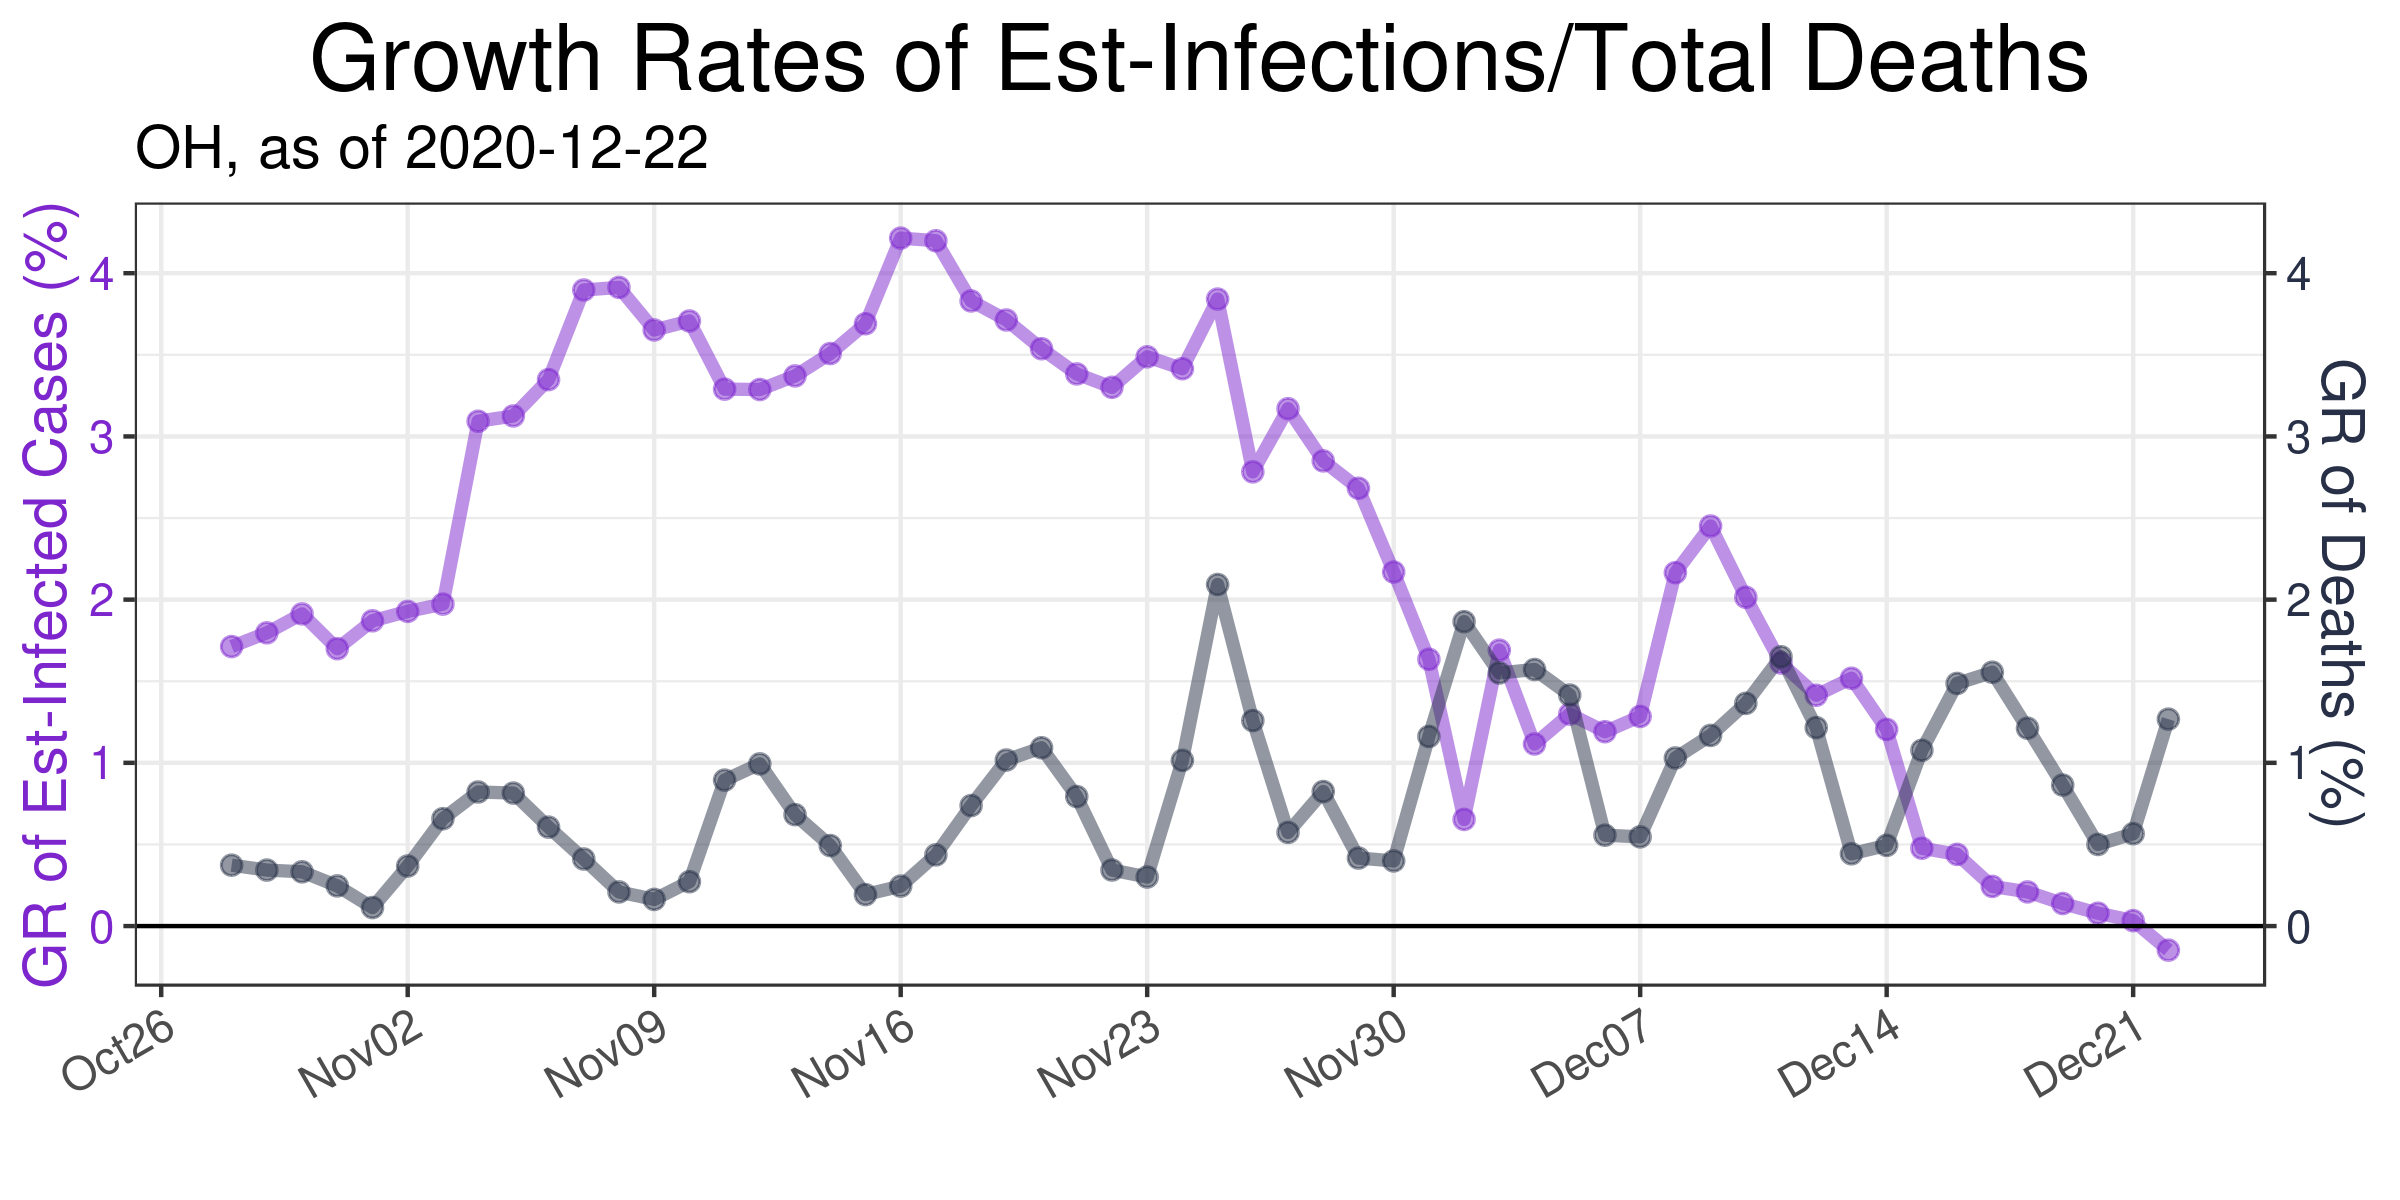 Growth Rates of Est-Infections/Total Deaths
OH, as of 2020-12-22
GR of Est-Infected Cases (%)
4
3
2
1
0
4
3
2
1
0
GR of Deaths (%)
Oct26
Nov02
Nov09
Nov16
Nov23
Nov30
Dec07
Dec14
Dec21